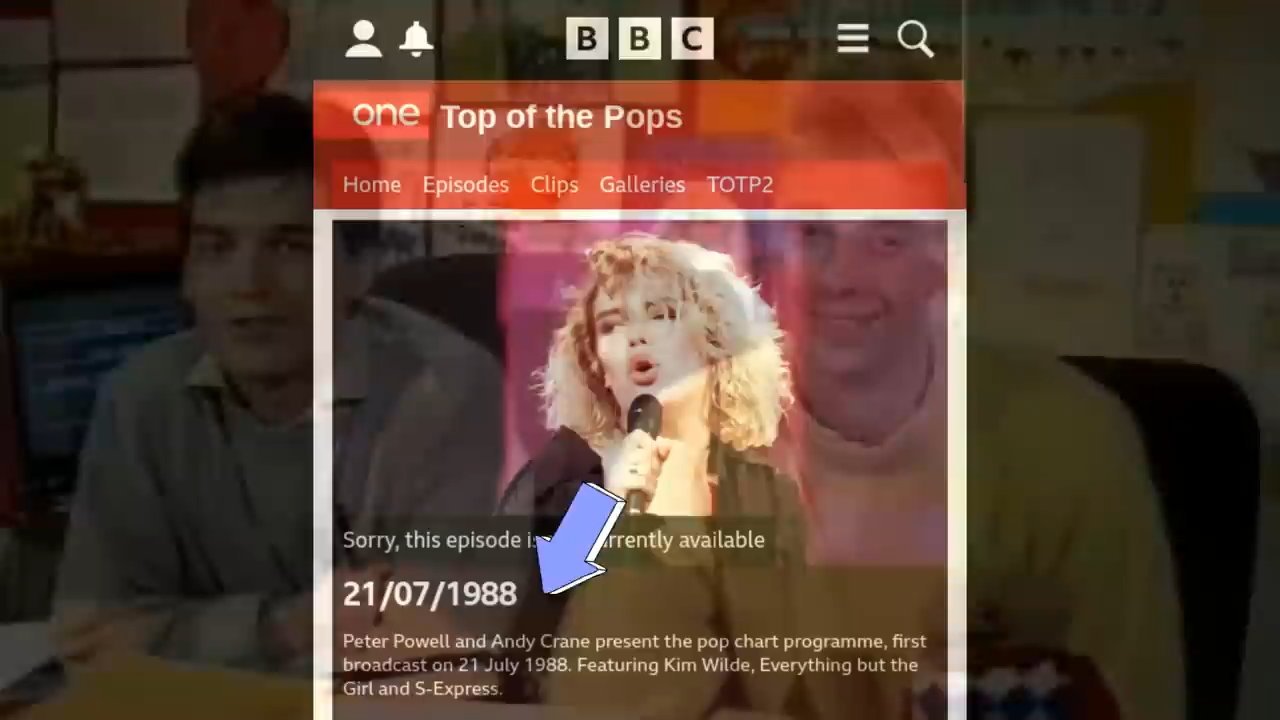 BBC
one Top of the Pops
Home Episodes Clips Galleries TOTP2
Sorry, this episode is currently available
21/07/1988
Peter Powell and Andy Crane present the pop chart programme, first
broadcast on 21 July 1988. Featuring Kim Wilde, Everything but the
Girl and S-Express.